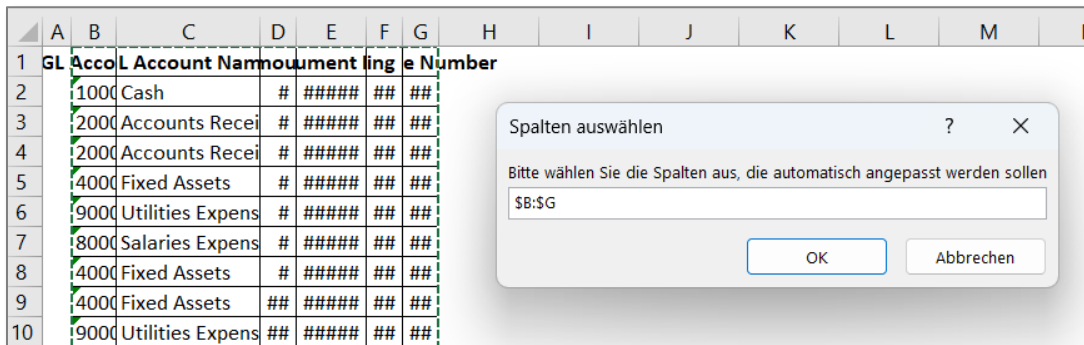 A B C D E F G H I J K L M
1 GL Acco L Account Nam mou ument ling e Number
2 1000 Cash # ##### ## ##
3 2000 Accounts Recei # ##### ## ##
4 2000 Accounts Recei # ##### ## ##
5 4000 Fixed Assets # ##### ## ##
6 9000 Utilities Expens # ##### ## ##
7 8000 Salaries Expens # ##### ## ##
8 4000 Fixed Assets # ##### ## ##
9 4000 Fixed Assets ## ##### ## ##
10 9000 Utilities Expens ## ##### ## ##
Spalten auswählen ? ×
Bitte wählen Sie die Spalten aus, die automatisch angepasst werden sollen
$B:$G
OK Abbrechen